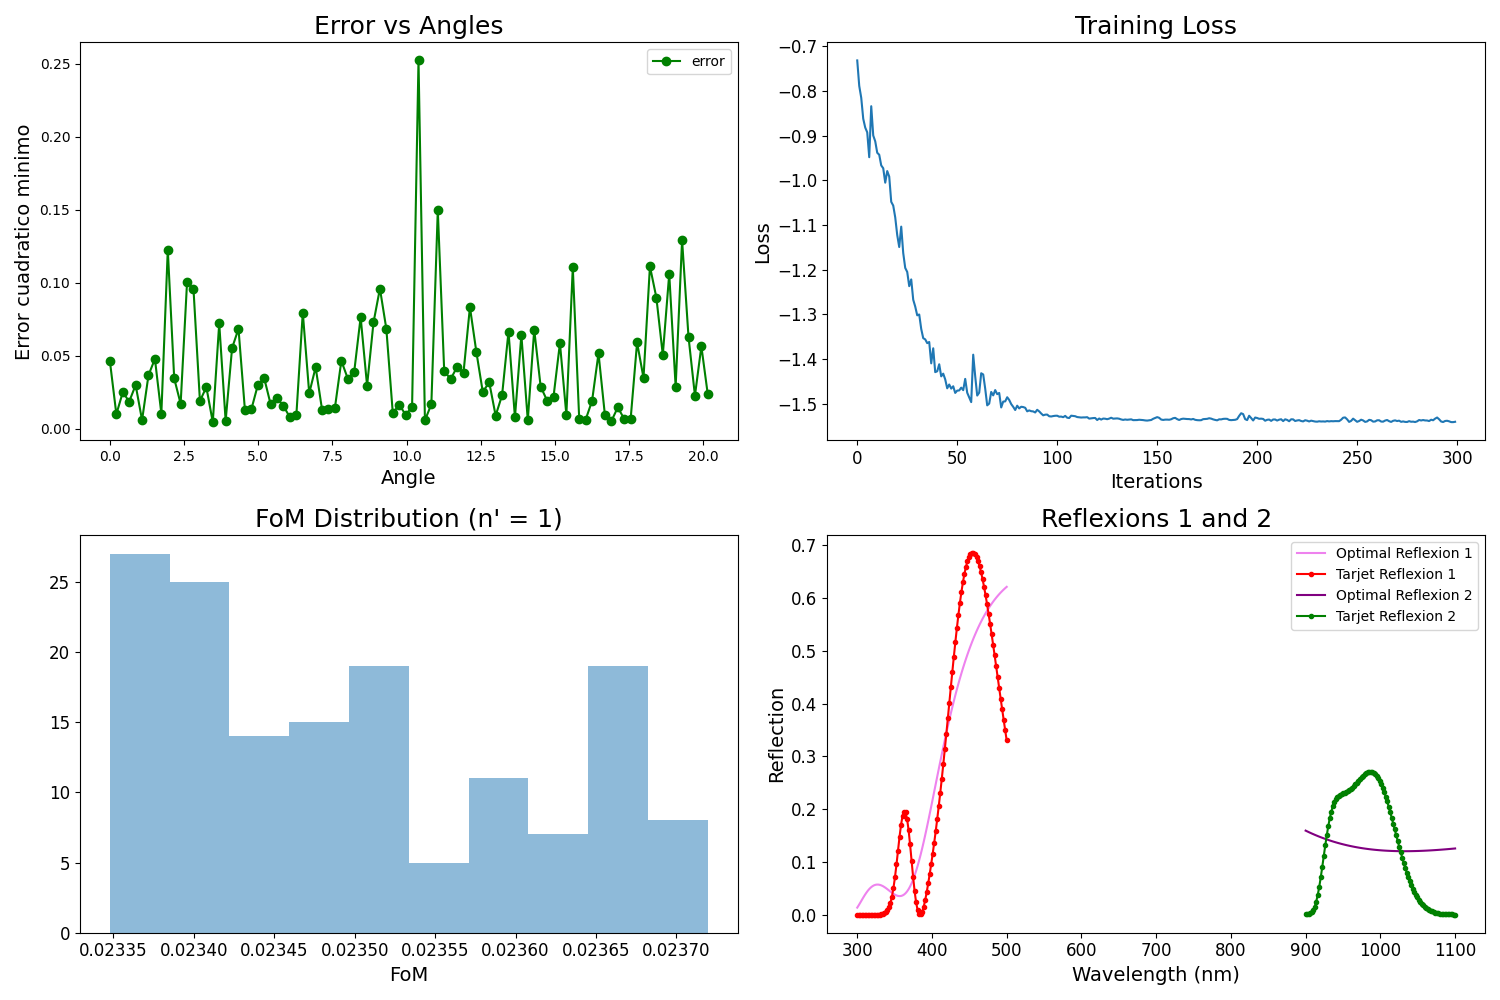 Error vs Angles
Error cuadratico minimo
0.25
0.20
0.15
0.10
0.05
0.00
error
0.0 2.5 5.0 7.5 10.0 12.5 15.0 17.5 20.0
Angle
Training Loss
Loss
−0.7
−0.8
−0.9
−1.0
−1.1
−1.2
−1.3
−1.4
−1.5
0 50 100 150 200 250 300
Iterations
FoM Distribution (n' = 1)
25
20
15
10
5
0
0.02335 0.02340 0.02345 0.02350 0.02355 0.02360 0.02365 0.02370
FoM
Reflexions 1 and 2
Reflection
0.7
0.6
0.5
0.4
0.3
0.2
0.1
0.0
Optimal Reflexion 1
Tarjet Reflexion 1
Optimal Reflexion 2
Tarjet Reflexion 2
300 400 500 600 700 800 900 1000 1100
Wavelength (nm)